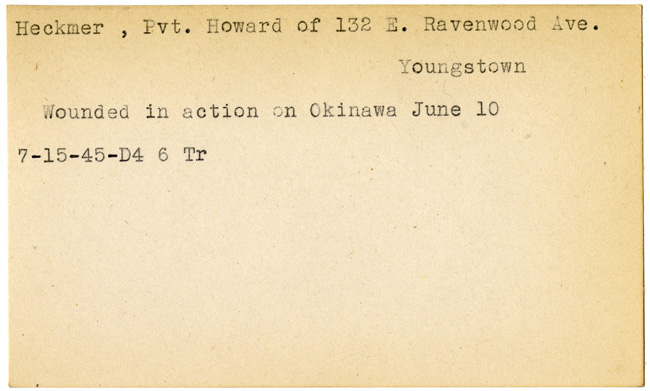 Heckmer , Pvt. Howard of 132 E. Ravenwood Ave.
Youngstown
Wounded in action on Okinawa June 10
7-15-45-D4 6 Tr